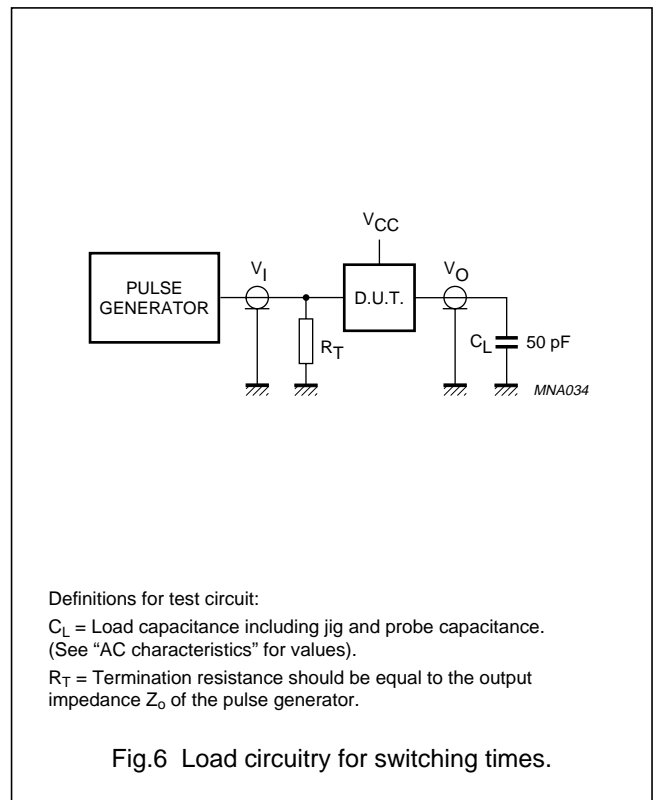 VCC
VI
VO
PULSE
GENERATOR
D.U.T.
RT
CL
50 pF
MNA034
Definitions for test circuit:
CL = Load capacitance including jig and probe capacitance.
(See “AC characteristics” for values).
RT = Termination resistance should be equal to the output
impedance Zo of the pulse generator.
Fig.6 Load circuitry for switching times.